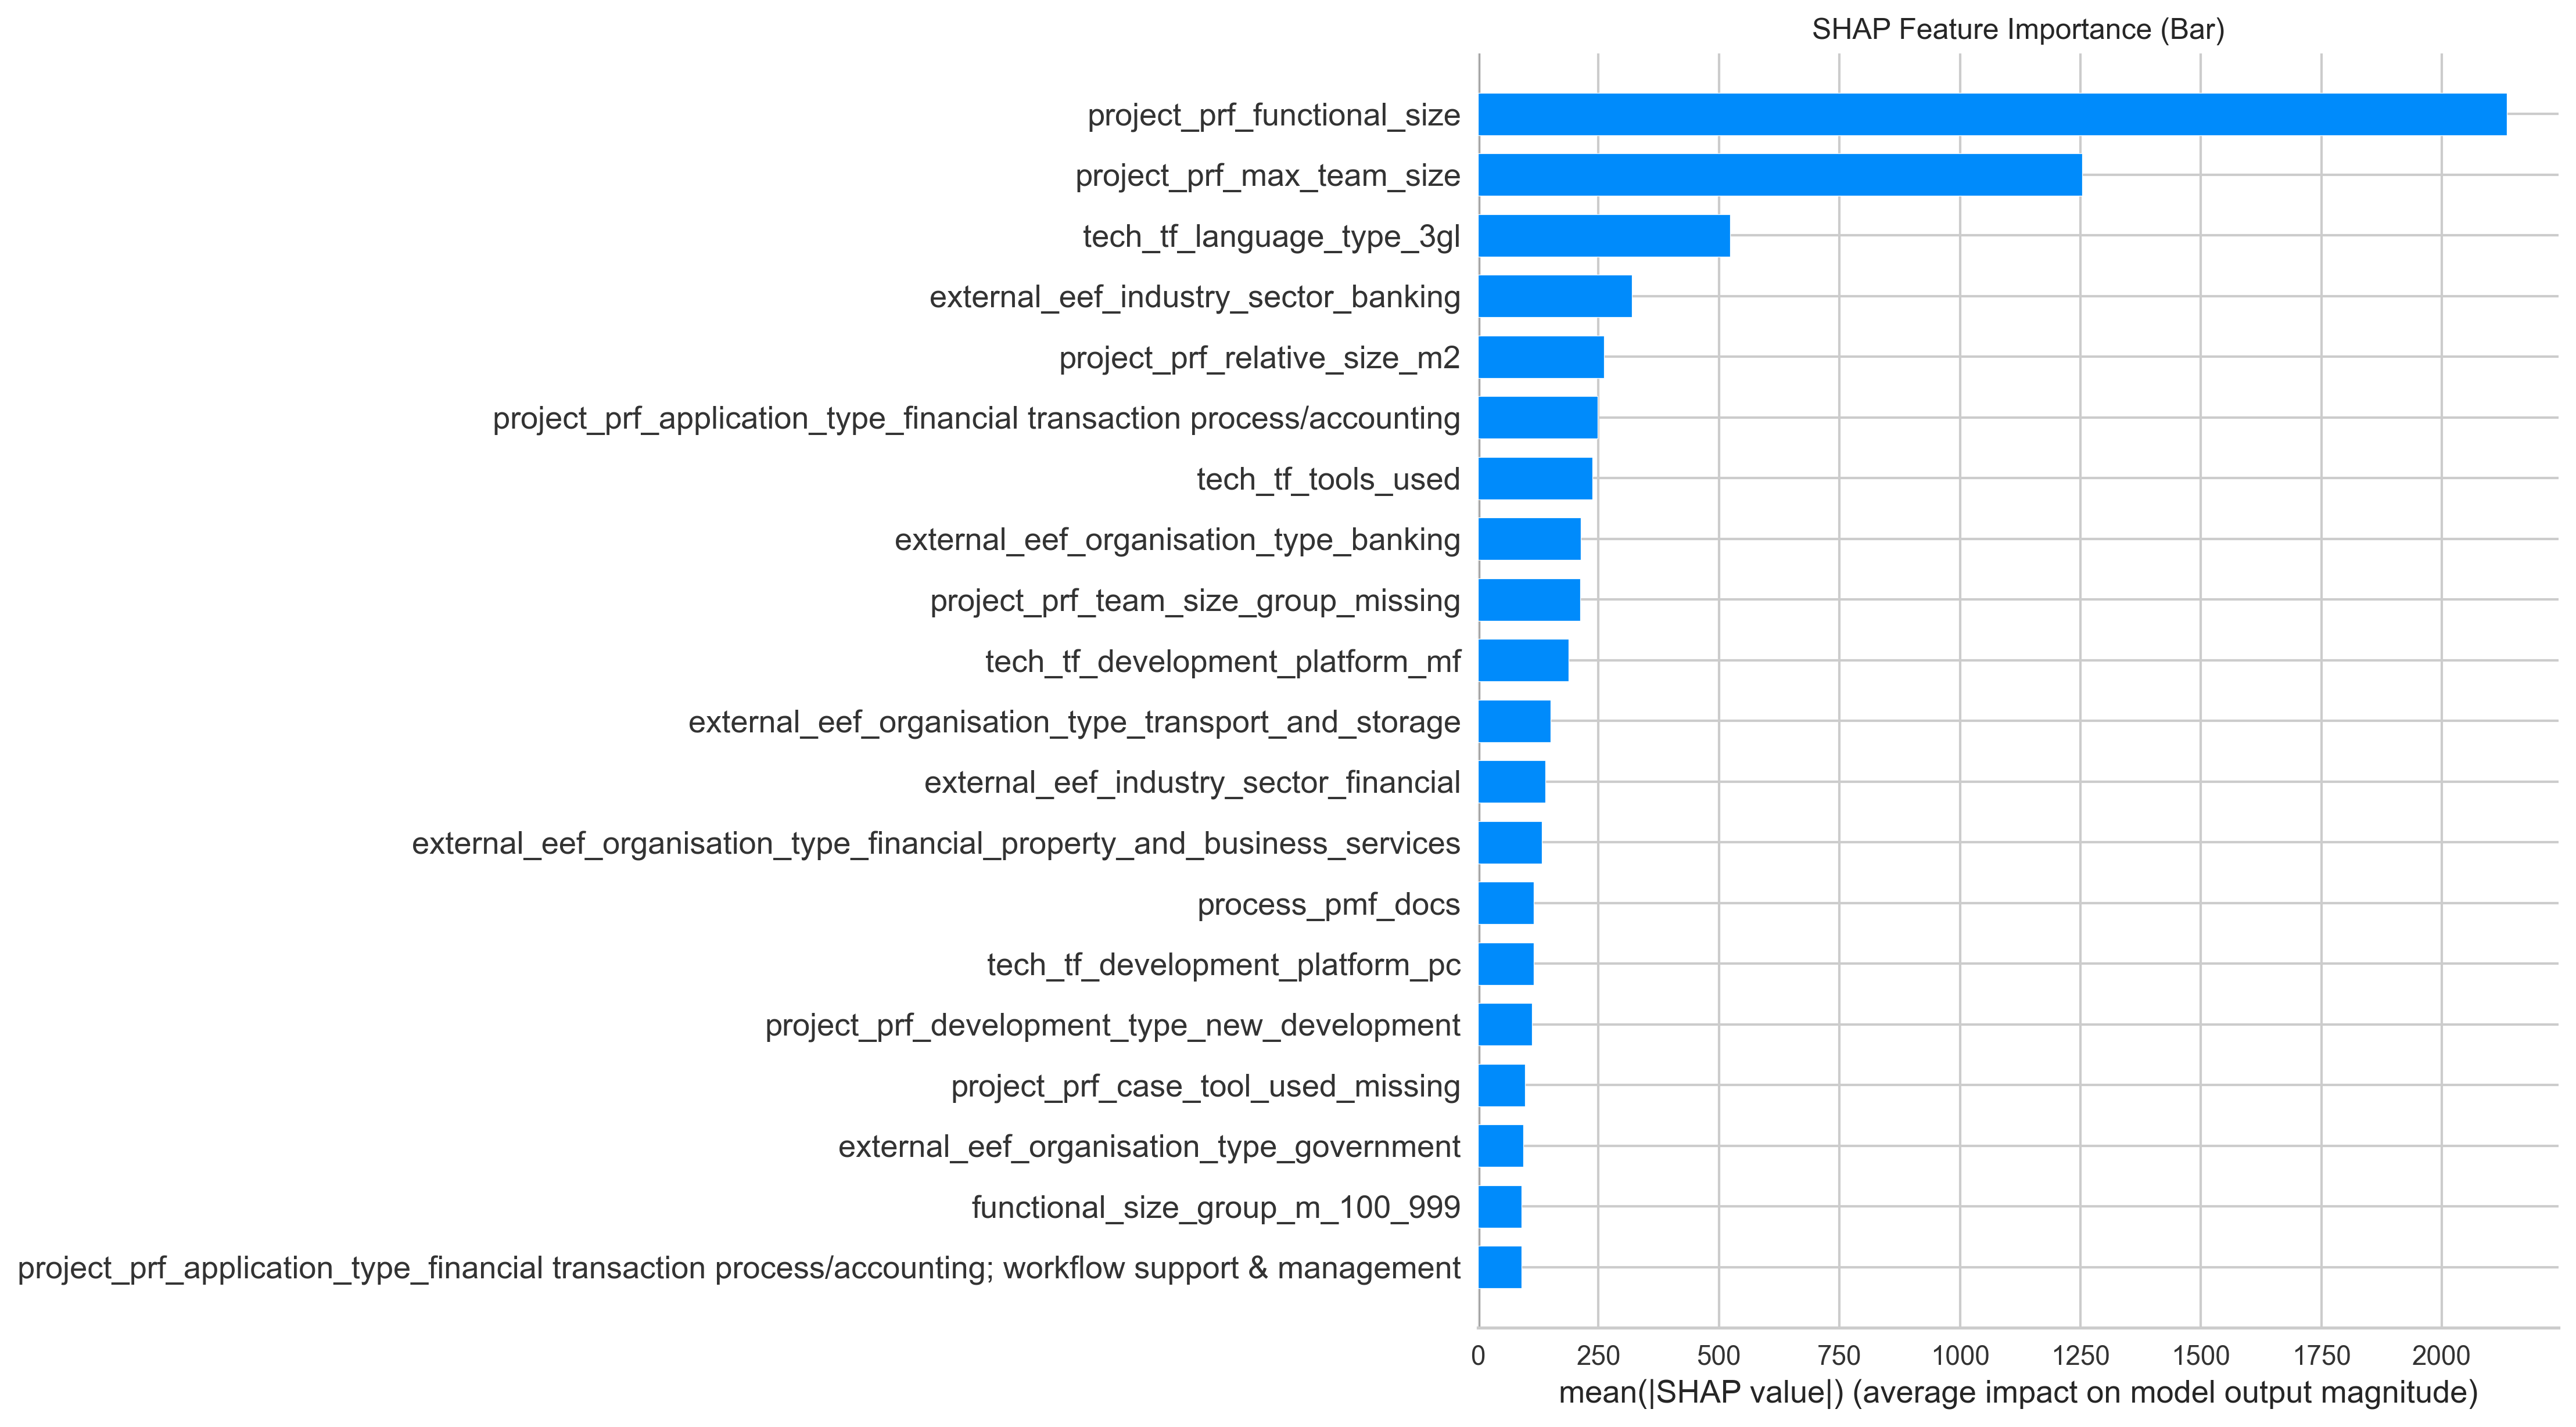 SHAP Feature Importance (Bar)
project_prf_functional_size
project_prf_max_team_size
tech_tf_language_type_3gl
external_eef_industry_sector_banking
project_prf_relative_size_m2
project_prf_application_type_financial transaction process/accounting
tech_tf_tools_used
external_eef_organisation_type_banking
project_prf_team_size_group_missing
tech_tf_development_platform_mf
external_eef_organisation_type_transport_and_storage
external_eef_industry_sector_financial
external_eef_organisation_type_financial_property_and_business_services
process_pmf_docs
tech_tf_development_platform_pc
project_prf_development_type_new_development
project_prf_case_tool_used_missing
external_eef_organisation_type_government
functional_size_group_m_100_999
project_prf_application_type_financial transaction process/accounting; workflow support & management
0 250 500 750 1000 1250 1500 1750 2000
mean(|SHAP value|) (average impact on model output magnitude)